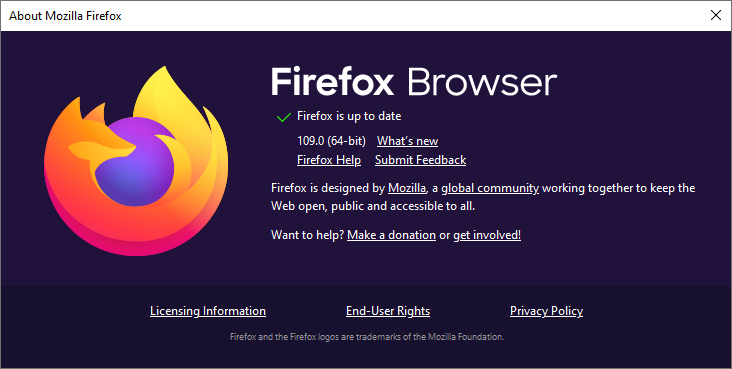 About Mozilla Firefox
Firefox Browser
Firefox is up to date
109.0 (64-bit) What's new
Firefox Help Submit Feedback
Firefox is designed by Mozilla, a global community working together to keep the
Web open, public and accessible to all.
Want to help? Make a donation or get involved!
Licensing Information End-User Rights Privacy Policy
Firefox and the Firefox logos are trademarks of the Mozilla Foundation.